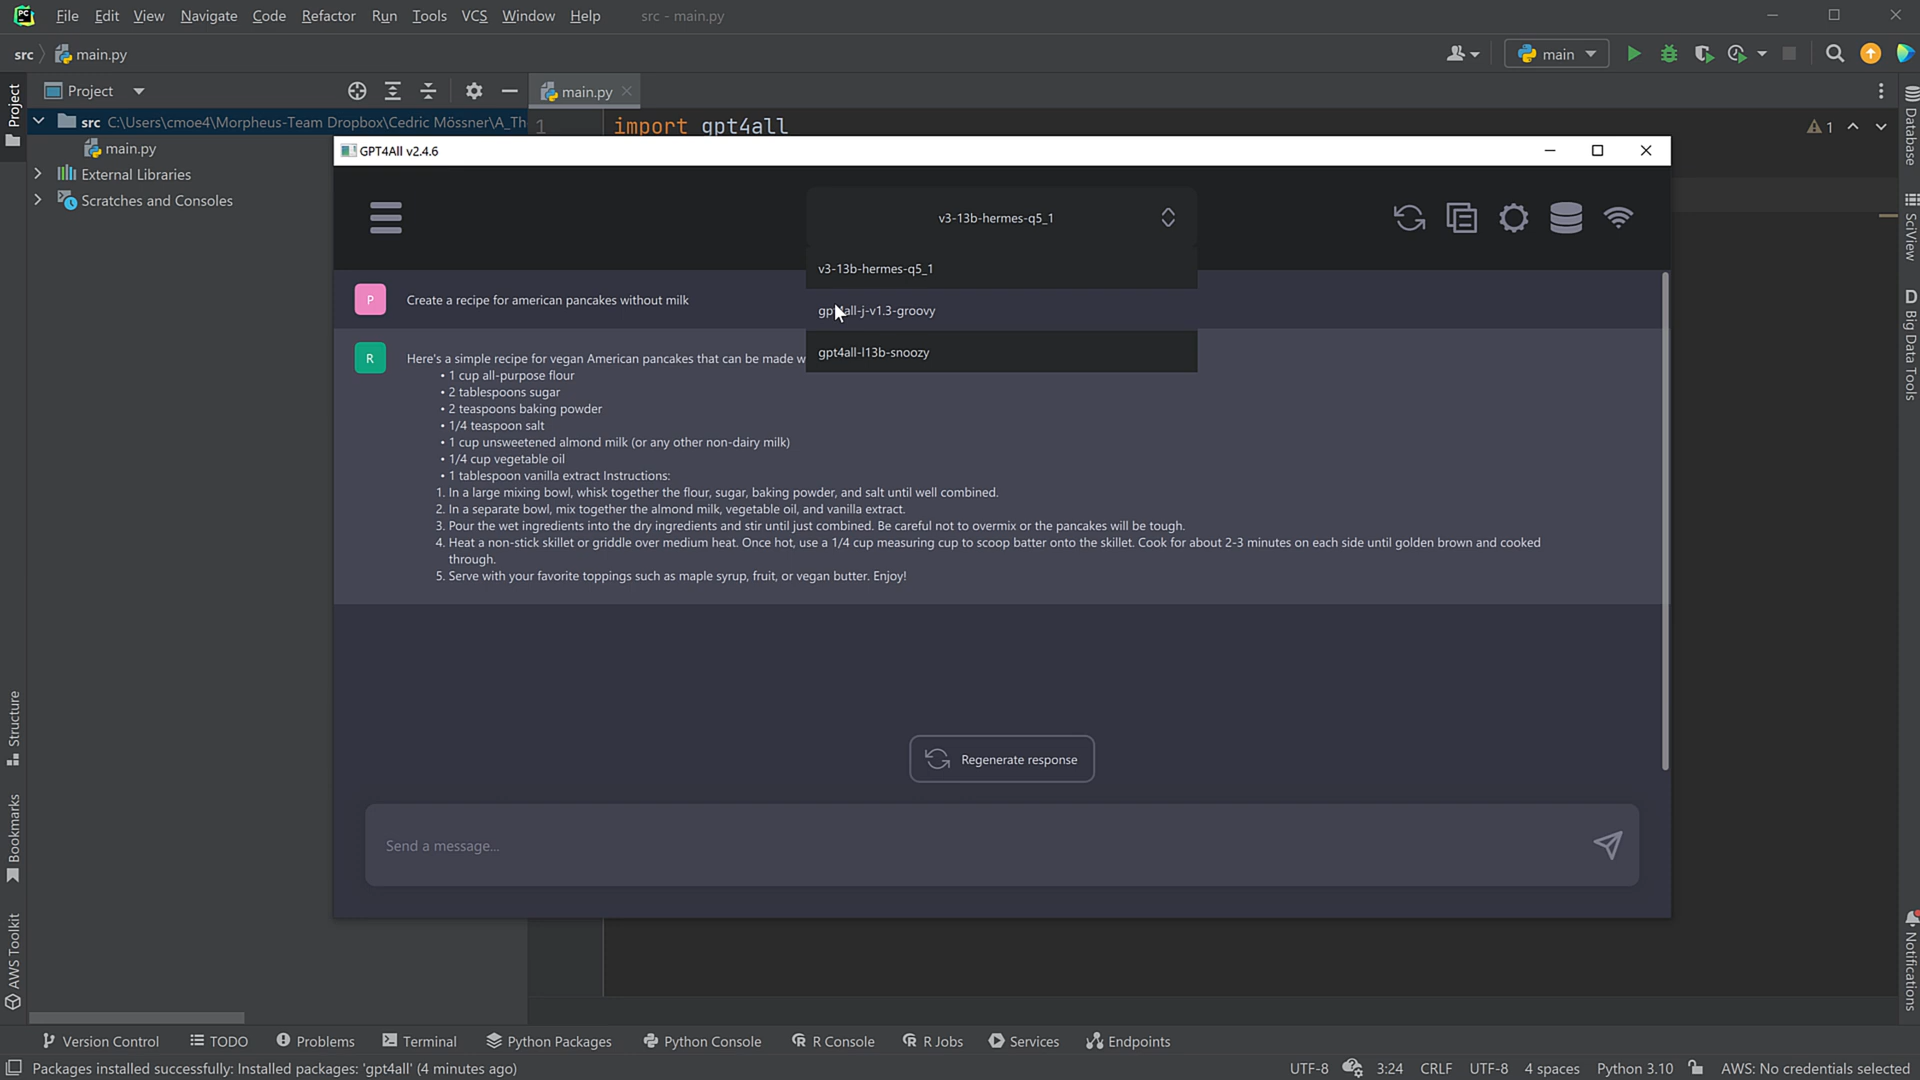 File Edit View Navigate Code Refactor Run Tools VCS Window Help src - main.py
src main.py main
Project main.py
src C:\Users\cmoe4\Morpheus-Team Dropbox\Cedric Mössner\A_Th 1 import gpt4all 1
main.py
External Libraries
Scratches and Consoles
GPT4All v2.4.6
v3-13b-hermes-q5_1
v3-13b-hermes-q5_1
gpt4all-j-v1.3-groovy
gpt4all-l13b-snoozy
P Create a recipe for american pancakes without milk
R Here's a simple recipe for vegan American pancakes that can be made w
• 1 cup all-purpose flour
• 2 tablespoons sugar
• 2 teaspoons baking powder
• 1/4 teaspoon salt
• 1 cup unsweetened almond milk (or any other non-dairy milk)
• 1/4 cup vegetable oil
• 1 tablespoon vanilla extract Instructions:
1. In a large mixing bowl, whisk together the flour, sugar, baking powder, and salt until well combined.
2. In a separate bowl, mix together the almond milk, vegetable oil, and vanilla extract.
3. Pour the wet ingredients into the dry ingredients and stir until just combined. Be careful not to overmix or the pancakes will be tough.
4. Heat a non-stick skillet or griddle over medium heat. Once hot, use a 1/4 cup measuring cup to scoop batter onto the skillet. Cook for about 2-3 minutes on each side until golden brown and cooked
through.
5. Serve with your favorite toppings such as maple syrup, fruit, or vegan butter. Enjoy!
Regenerate response
Send a message...
Project
Structure
Bookmarks
AWS Toolkit
Database
SciView
D Big Data Tools
Notifications
Version Control TODO Problems Terminal Python Packages Python Console R Console R Jobs Services Endpoints
Packages installed successfully: Installed packages: 'gpt4all' (4 minutes ago) UTF-8 3:24 CRLF UTF-8 4 spaces Python 3.10 AWS: No credentials selected